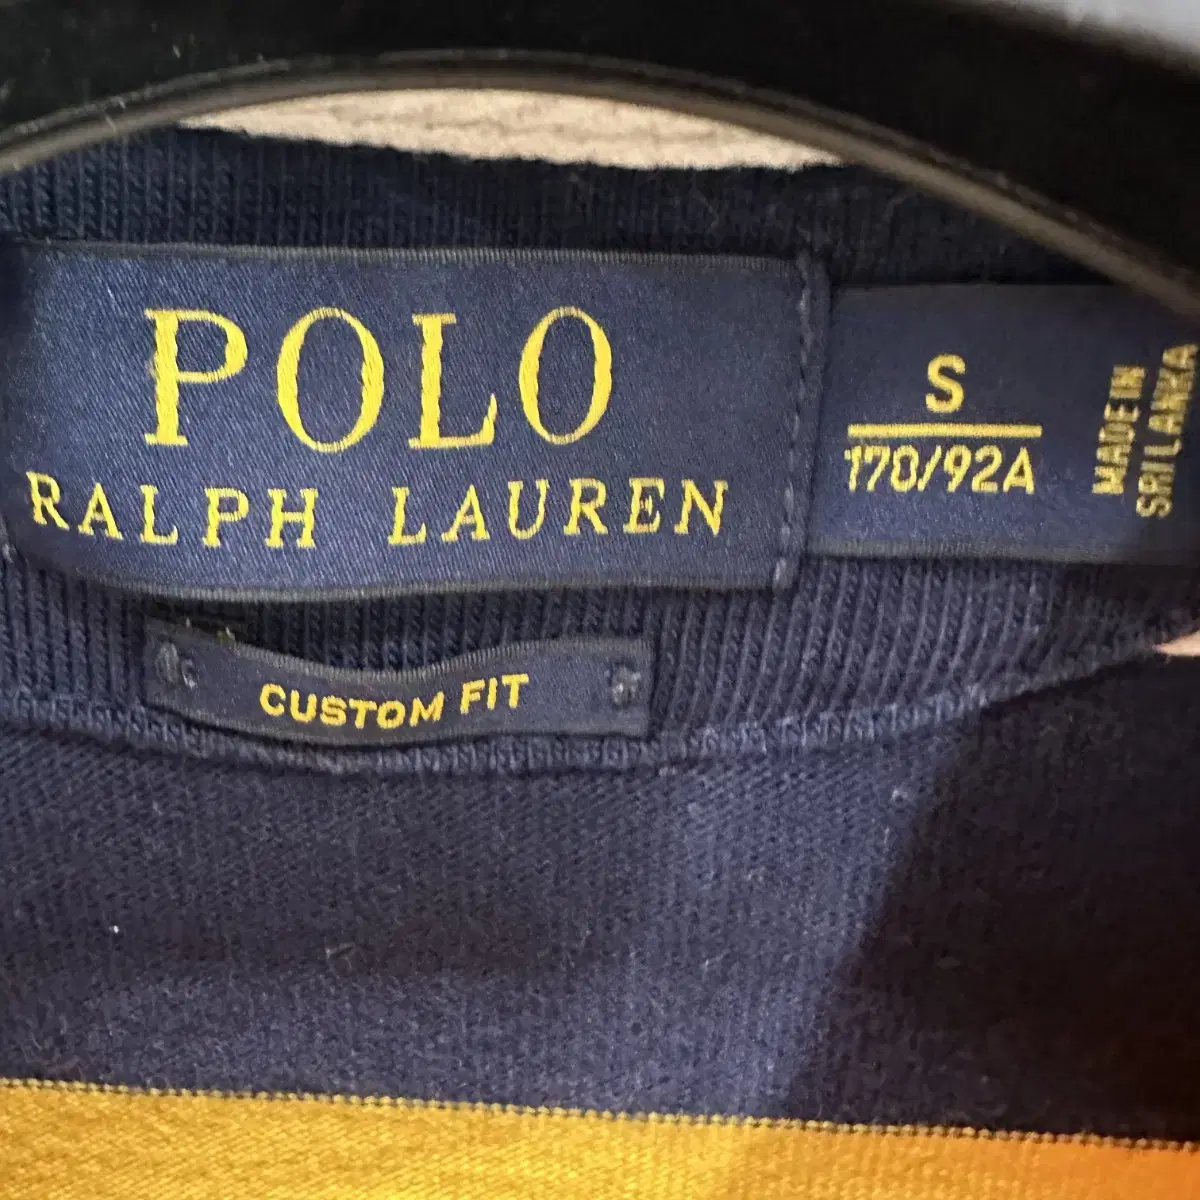 POLO
RALPH LAUREN
S
170/92A
MADE IN
SRI LANKA
CUSTOM FIT